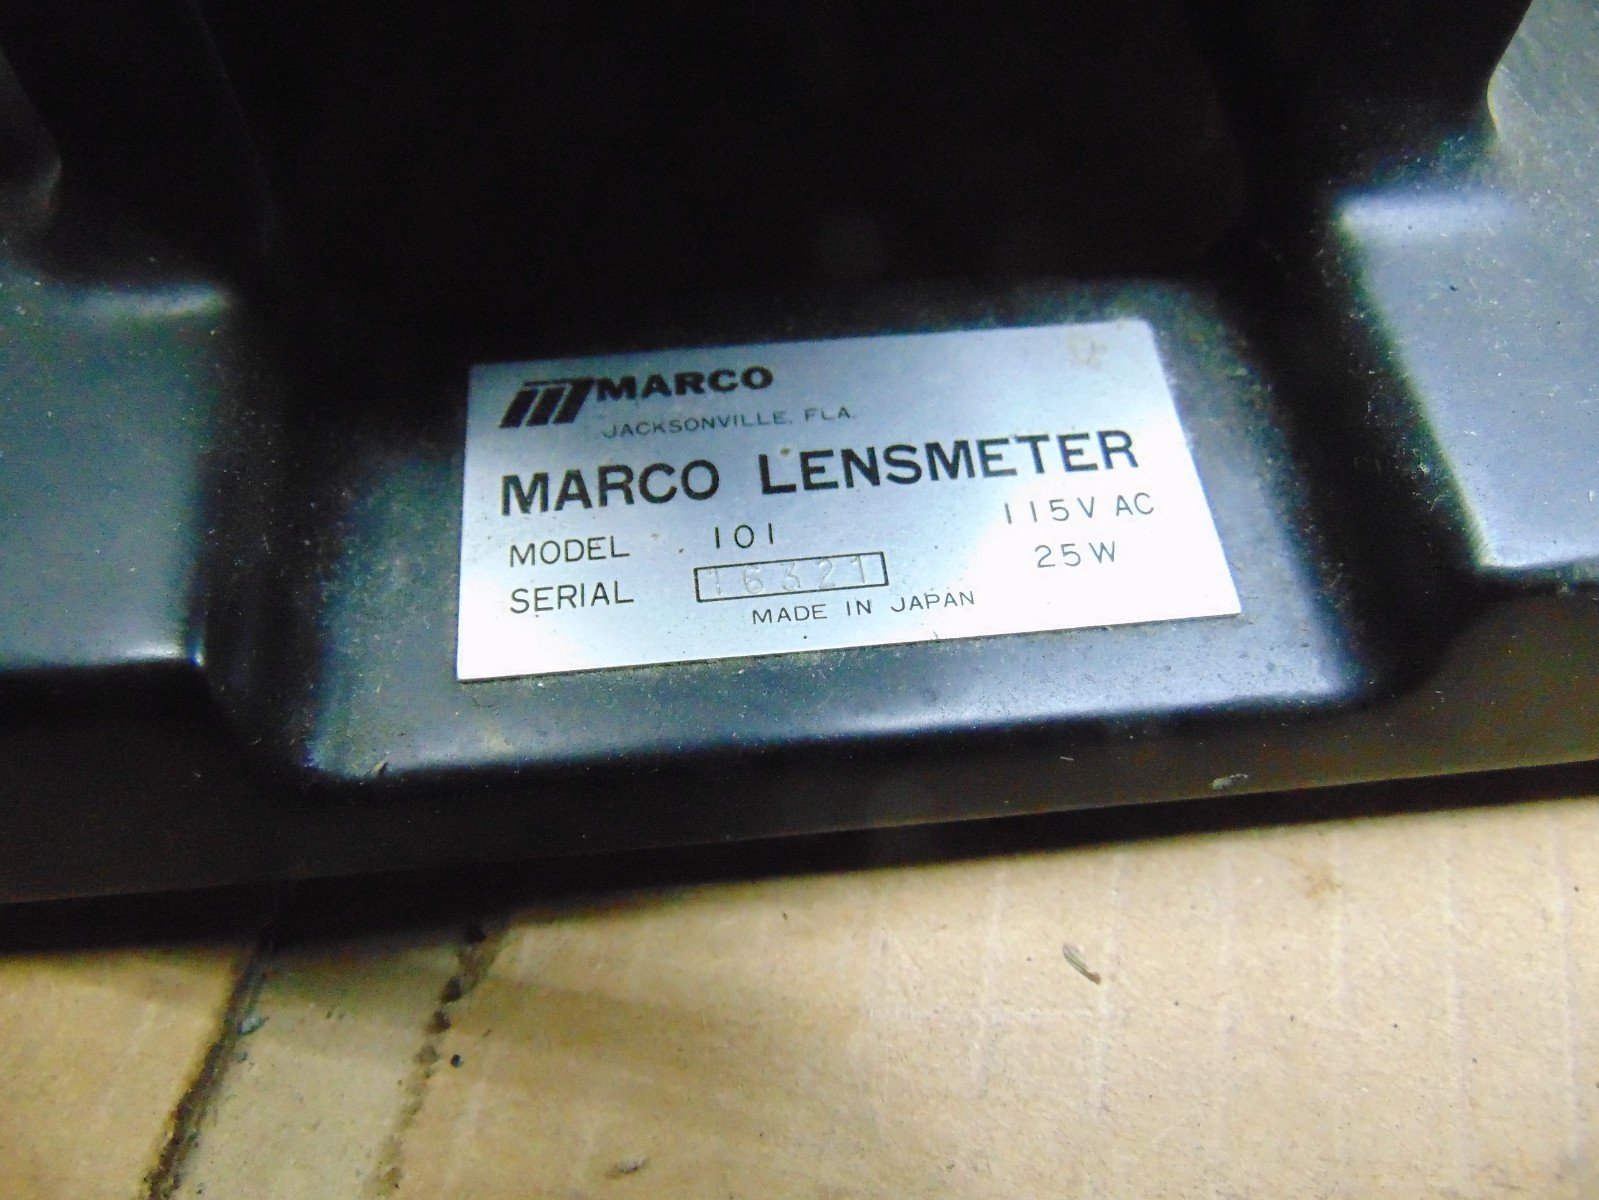 MARCO
JACKSONVILLE, FLA.
MARCO LENSMETER
MODEL 101 115V AC
SERIAL 16321 25W
MADE IN JAPAN